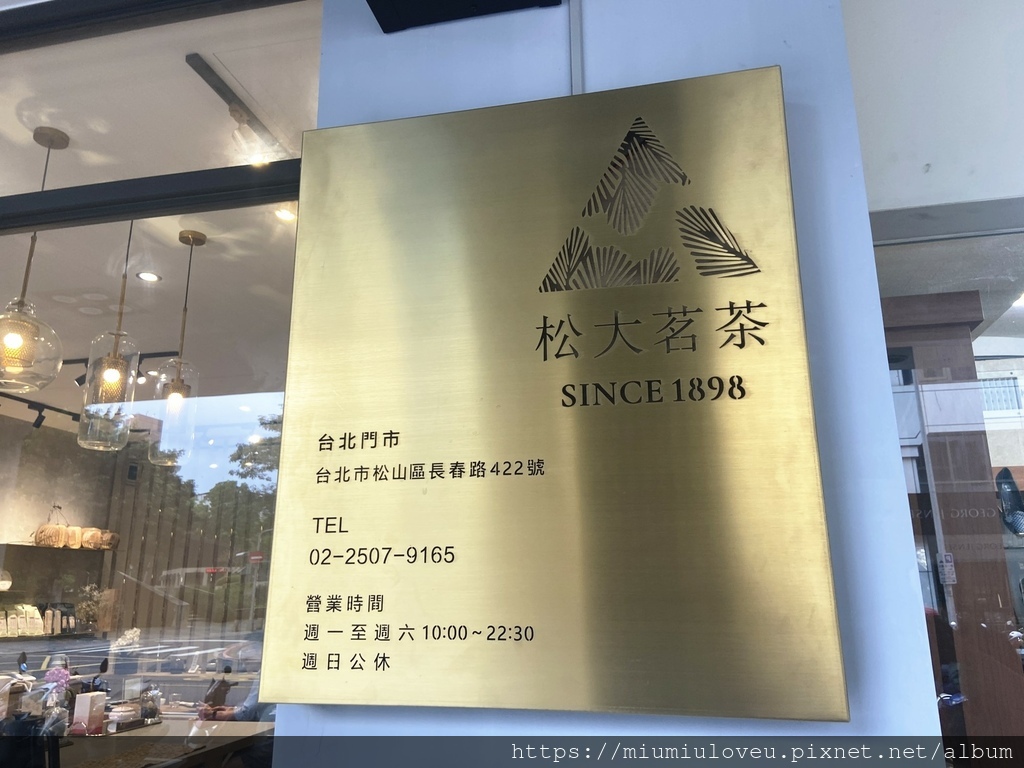 松大茗茶
SINCE 1898
台北門市
台北市松山區長春路422號
TEL
02-2507-9165
營業時間
週一至週六 10:00~22:30
週日公休
https://miumiuloveu.pixnet.net/album